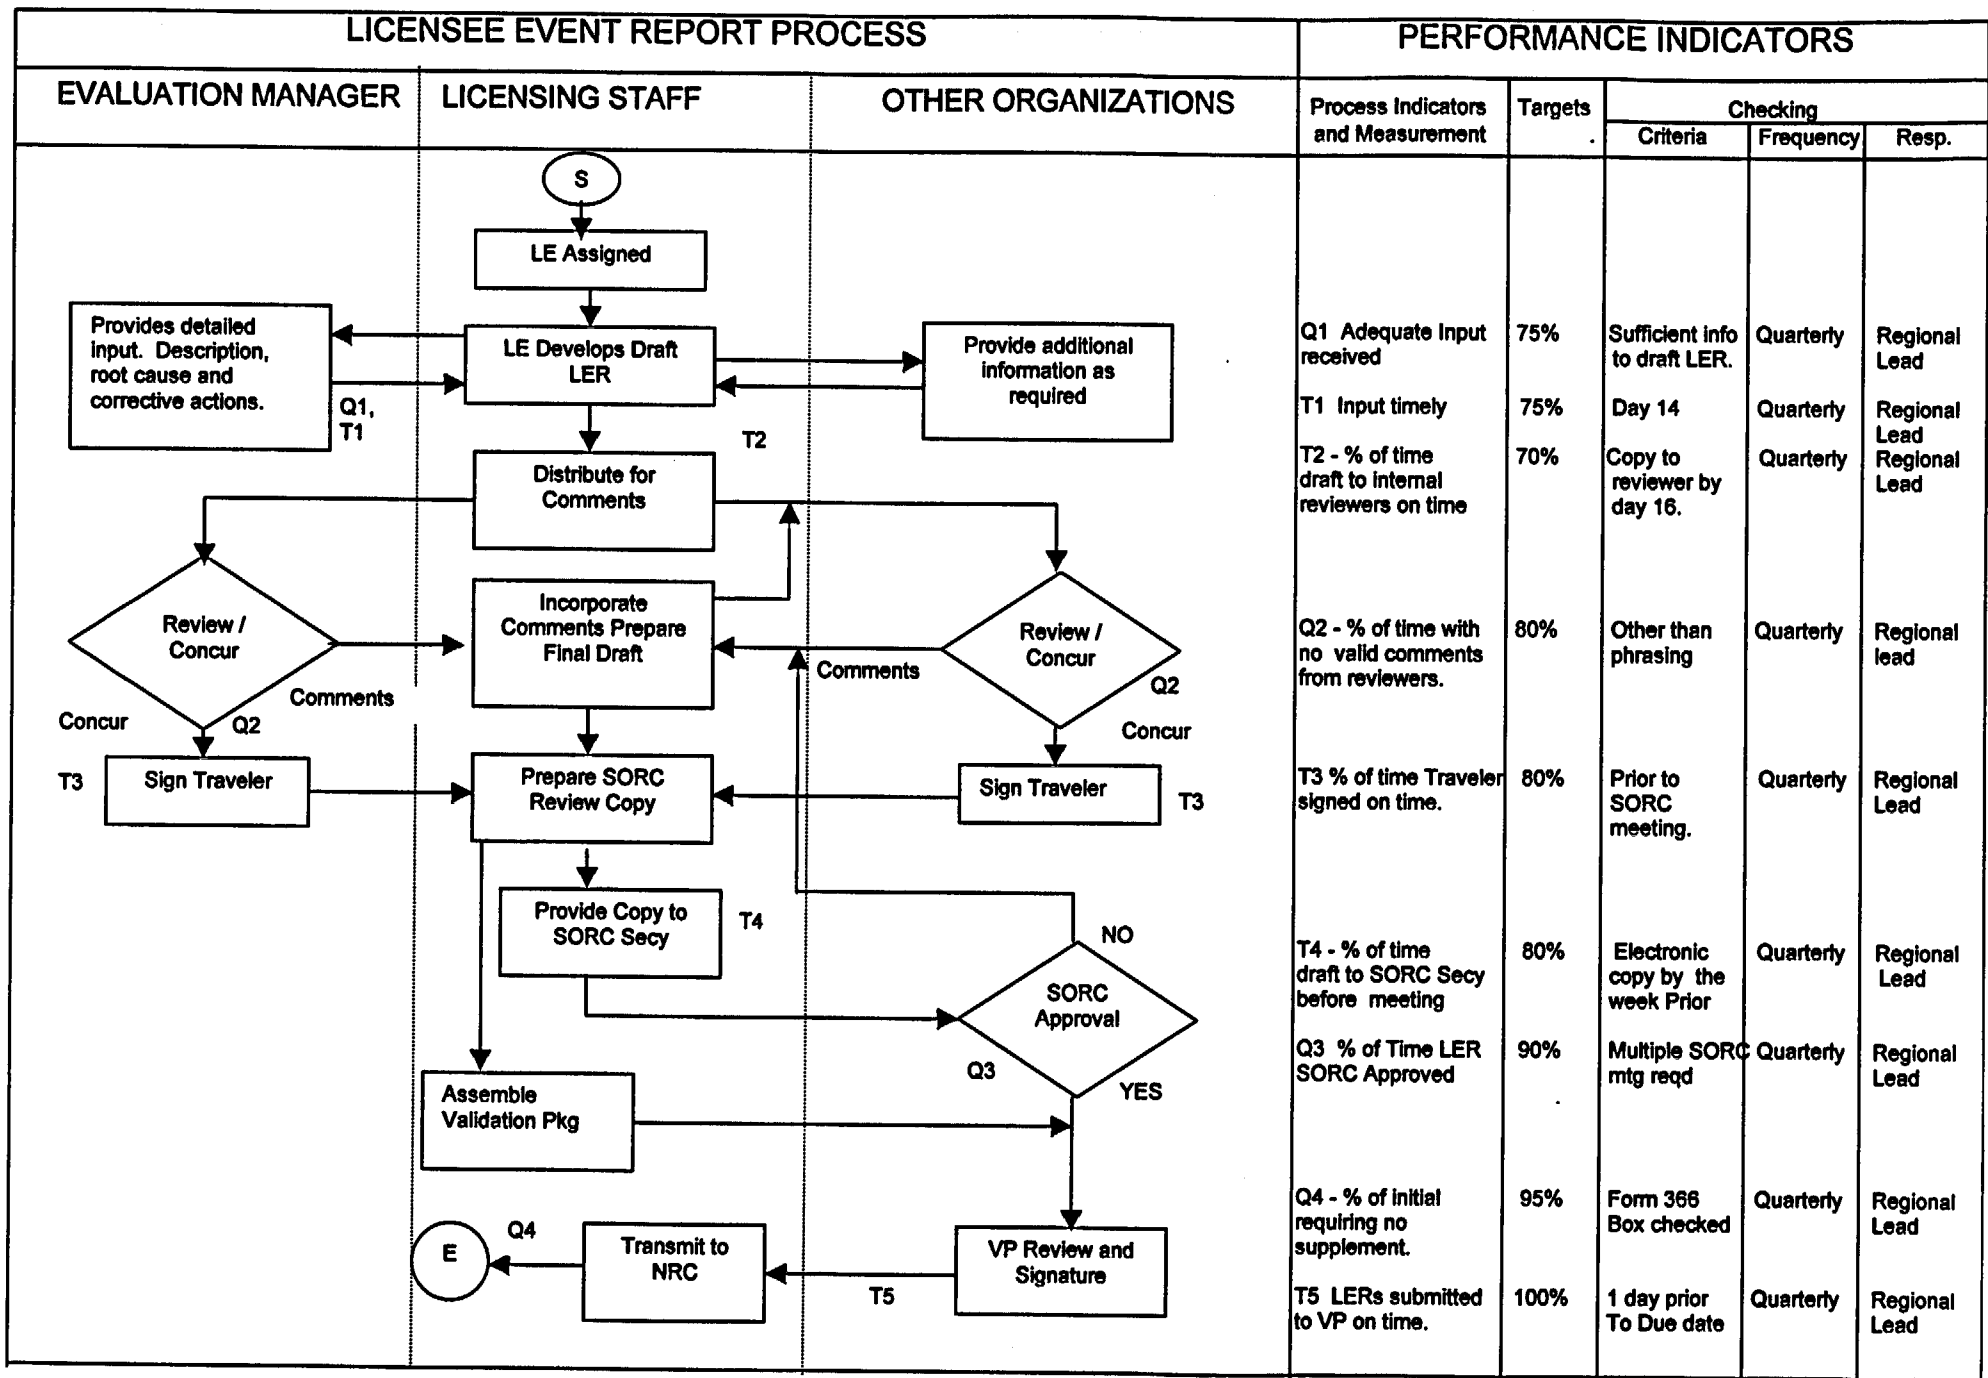 LICENSEE EVENT REPORT PROCESS
PERFORMANCE INDICATORS
EVALUATION MANAGER
LICENSING STAFF
OTHER ORGANIZATIONS
Process Indicators
and Measurement
Targets
Checking
Criteria
Frequency
Resp.
S
LE Assigned
Provides detailed
input. Description,
root cause and
corrective actions.
LE Develops Draft
LER
Provide additional
information as
required
Q1,
T1
T2
Distribute for
Comments
Review /
Concur
Incorporate
Comments Prepare
Final Draft
Review /
Concur
Comments
Comments
Q2
Concur
Q2
Concur
T3
Sign Traveler
Prepare SORC
Review Copy
Sign Traveler
T3
Provide Copy to
SORC Secy
T4
NO
SORC
Approval
Q3
YES
Assemble
Validation Pkg
E
Q4
Transmit to
NRC
T5
VP Review and
Signature
Q1 Adequate Input
received
75%
Sufficient info
to draft LER.
Quarterly
Regional
Lead
T1 Input timely
75%
Day 14
Quarterly
Regional
Lead
T2 - % of time
draft to internal
reviewers on time
70%
Copy to
reviewer by
day 16.
Quarterly
Regional
Lead
Q2 - % of time with
no valid comments
from reviewers.
80%
Other than
phrasing
Quarterly
Regional
lead
T3 % of time Traveler
signed on time.
80%
Prior to
SORC
meeting.
Quarterly
Regional
Lead
T4 - % of time
draft to SORC Secy
before meeting
80%
Electronic
copy by the
week Prior
Quarterly
Regional
Lead
Q3 % of Time LER
SORC Approved
90%
Multiple SORC
mtg reqd
Quarterly
Regional
Lead
Q4 - % of initial
requiring no
supplement.
95%
Form 366
Box checked
Quarterly
Regional
Lead
T5 LERs submitted
to VP on time.
100%
1 day prior
To Due date
Quarterly
Regional
Lead